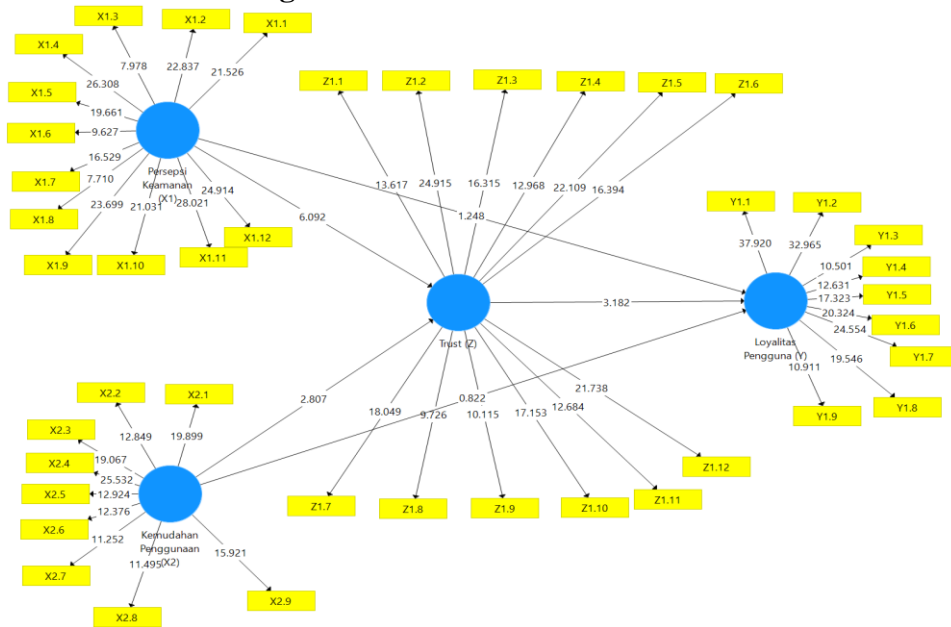 X1.3
X1.2
X1.1
X1.4
7.978
22.837
21.526
26.308
X1.5
19.661
X1.6
9.627
16.529
X1.7
7.710
X1.8
23.699
X1.9
21.031
X1.10
28.021
X1.11
24.914
X1.12
Persepsi
Keamanan
(X1)
Z1.1
Z1.2
Z1.3
Z1.4
Z1.5
Z1.6
13.617
24.915
16.315
12.968
22.109
16.394
6.092
1.248
Trust (Z)
3.182
2.807
0.822
Y1.1
Y1.2
Y1.3
Y1.4
Y1.5
Y1.6
Y1.7
Y1.8
Y1.9
37.920
32.965
10.501
12.631
17.323
20.324
24.554
19.546
10.911
Loyalitas
Pengguna (Y)
X2.2
X2.1
X2.3
12.849
19.899
X2.4
19.067
X2.5
25.532
12.924
X2.6
12.376
X2.7
11.252
X2.8
11.495
X2.9
15.921
Kemudahan
Penggunaan
(X2)
18.049
9.726
10.115
17.153
12.684
21.738
Z1.7
Z1.8
Z1.9
Z1.10
Z1.11
Z1.12